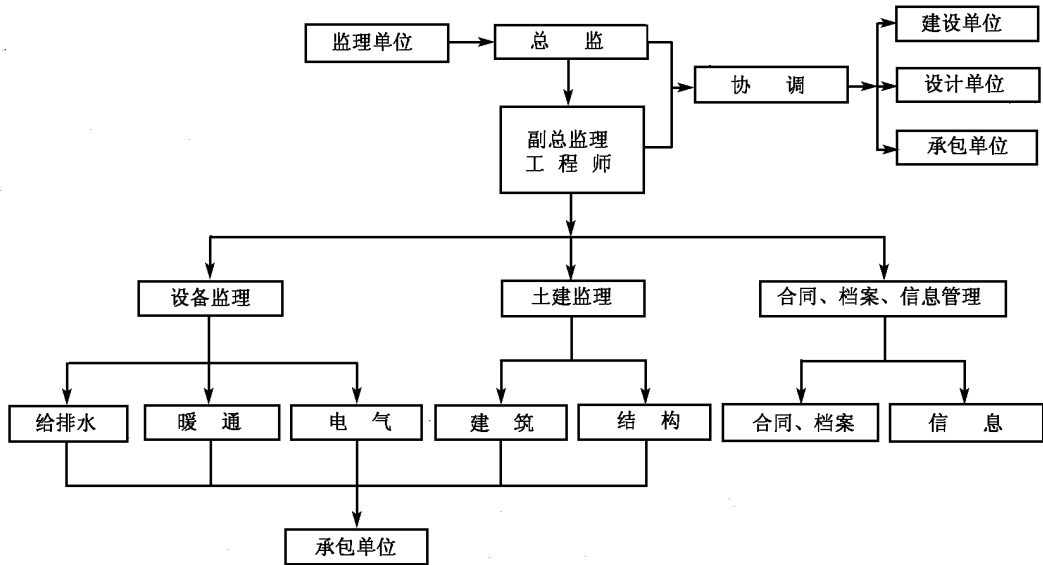 监理单位
总 监
建设单位
协 调
设计单位
副总监理
工 程 师
承包单位
设备监理
土建监理
合同、档案、信息管理
给排水
暖 通
电 气
建 筑
结 构
合同、档案
信 息
承包单位